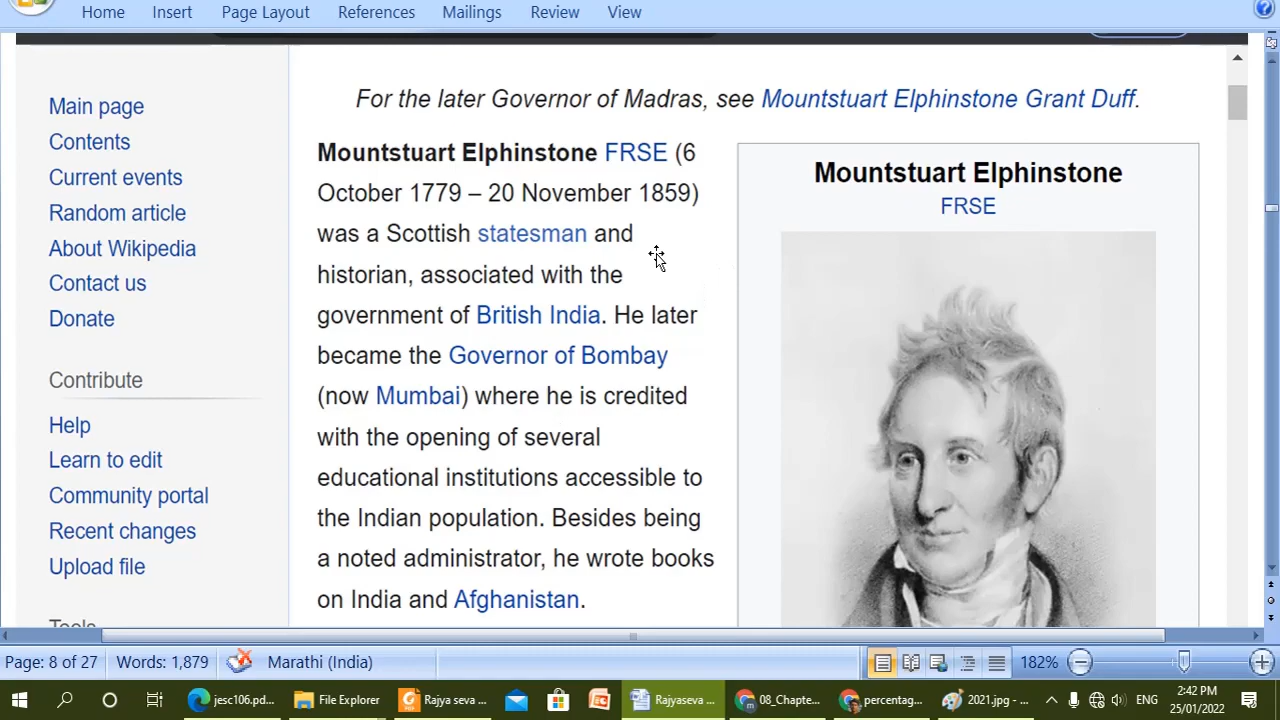 Home Insert Page Layout References Mailings Review View
For the later Governor of Madras, see Mountstuart Elphinstone Grant Duff.
Main page
Contents
Current events
Random article
About Wikipedia
Contact us
Donate
Contribute
Help
Learn to edit
Community portal
Recent changes
Upload file
Tools
Mountstuart Elphinstone FRSE (6
October 1779 – 20 November 1859)
was a Scottish statesman and
historian, associated with the
government of British India. He later
became the Governor of Bombay
(now Mumbai) where he is credited
with the opening of several
educational institutions accessible to
the Indian population. Besides being
a noted administrator, he wrote books
on India and Afghanistan.
Mountstuart Elphinstone
FRSE
Page: 8 of 27 Words: 1,879 Marathi (India) 182%
jesc106.pd... File Explorer Rajya seva ... Rajyaseva ... 08_Chapte... percentag... 2021.jpg - ... ENG 2:42 PM
25/01/2022